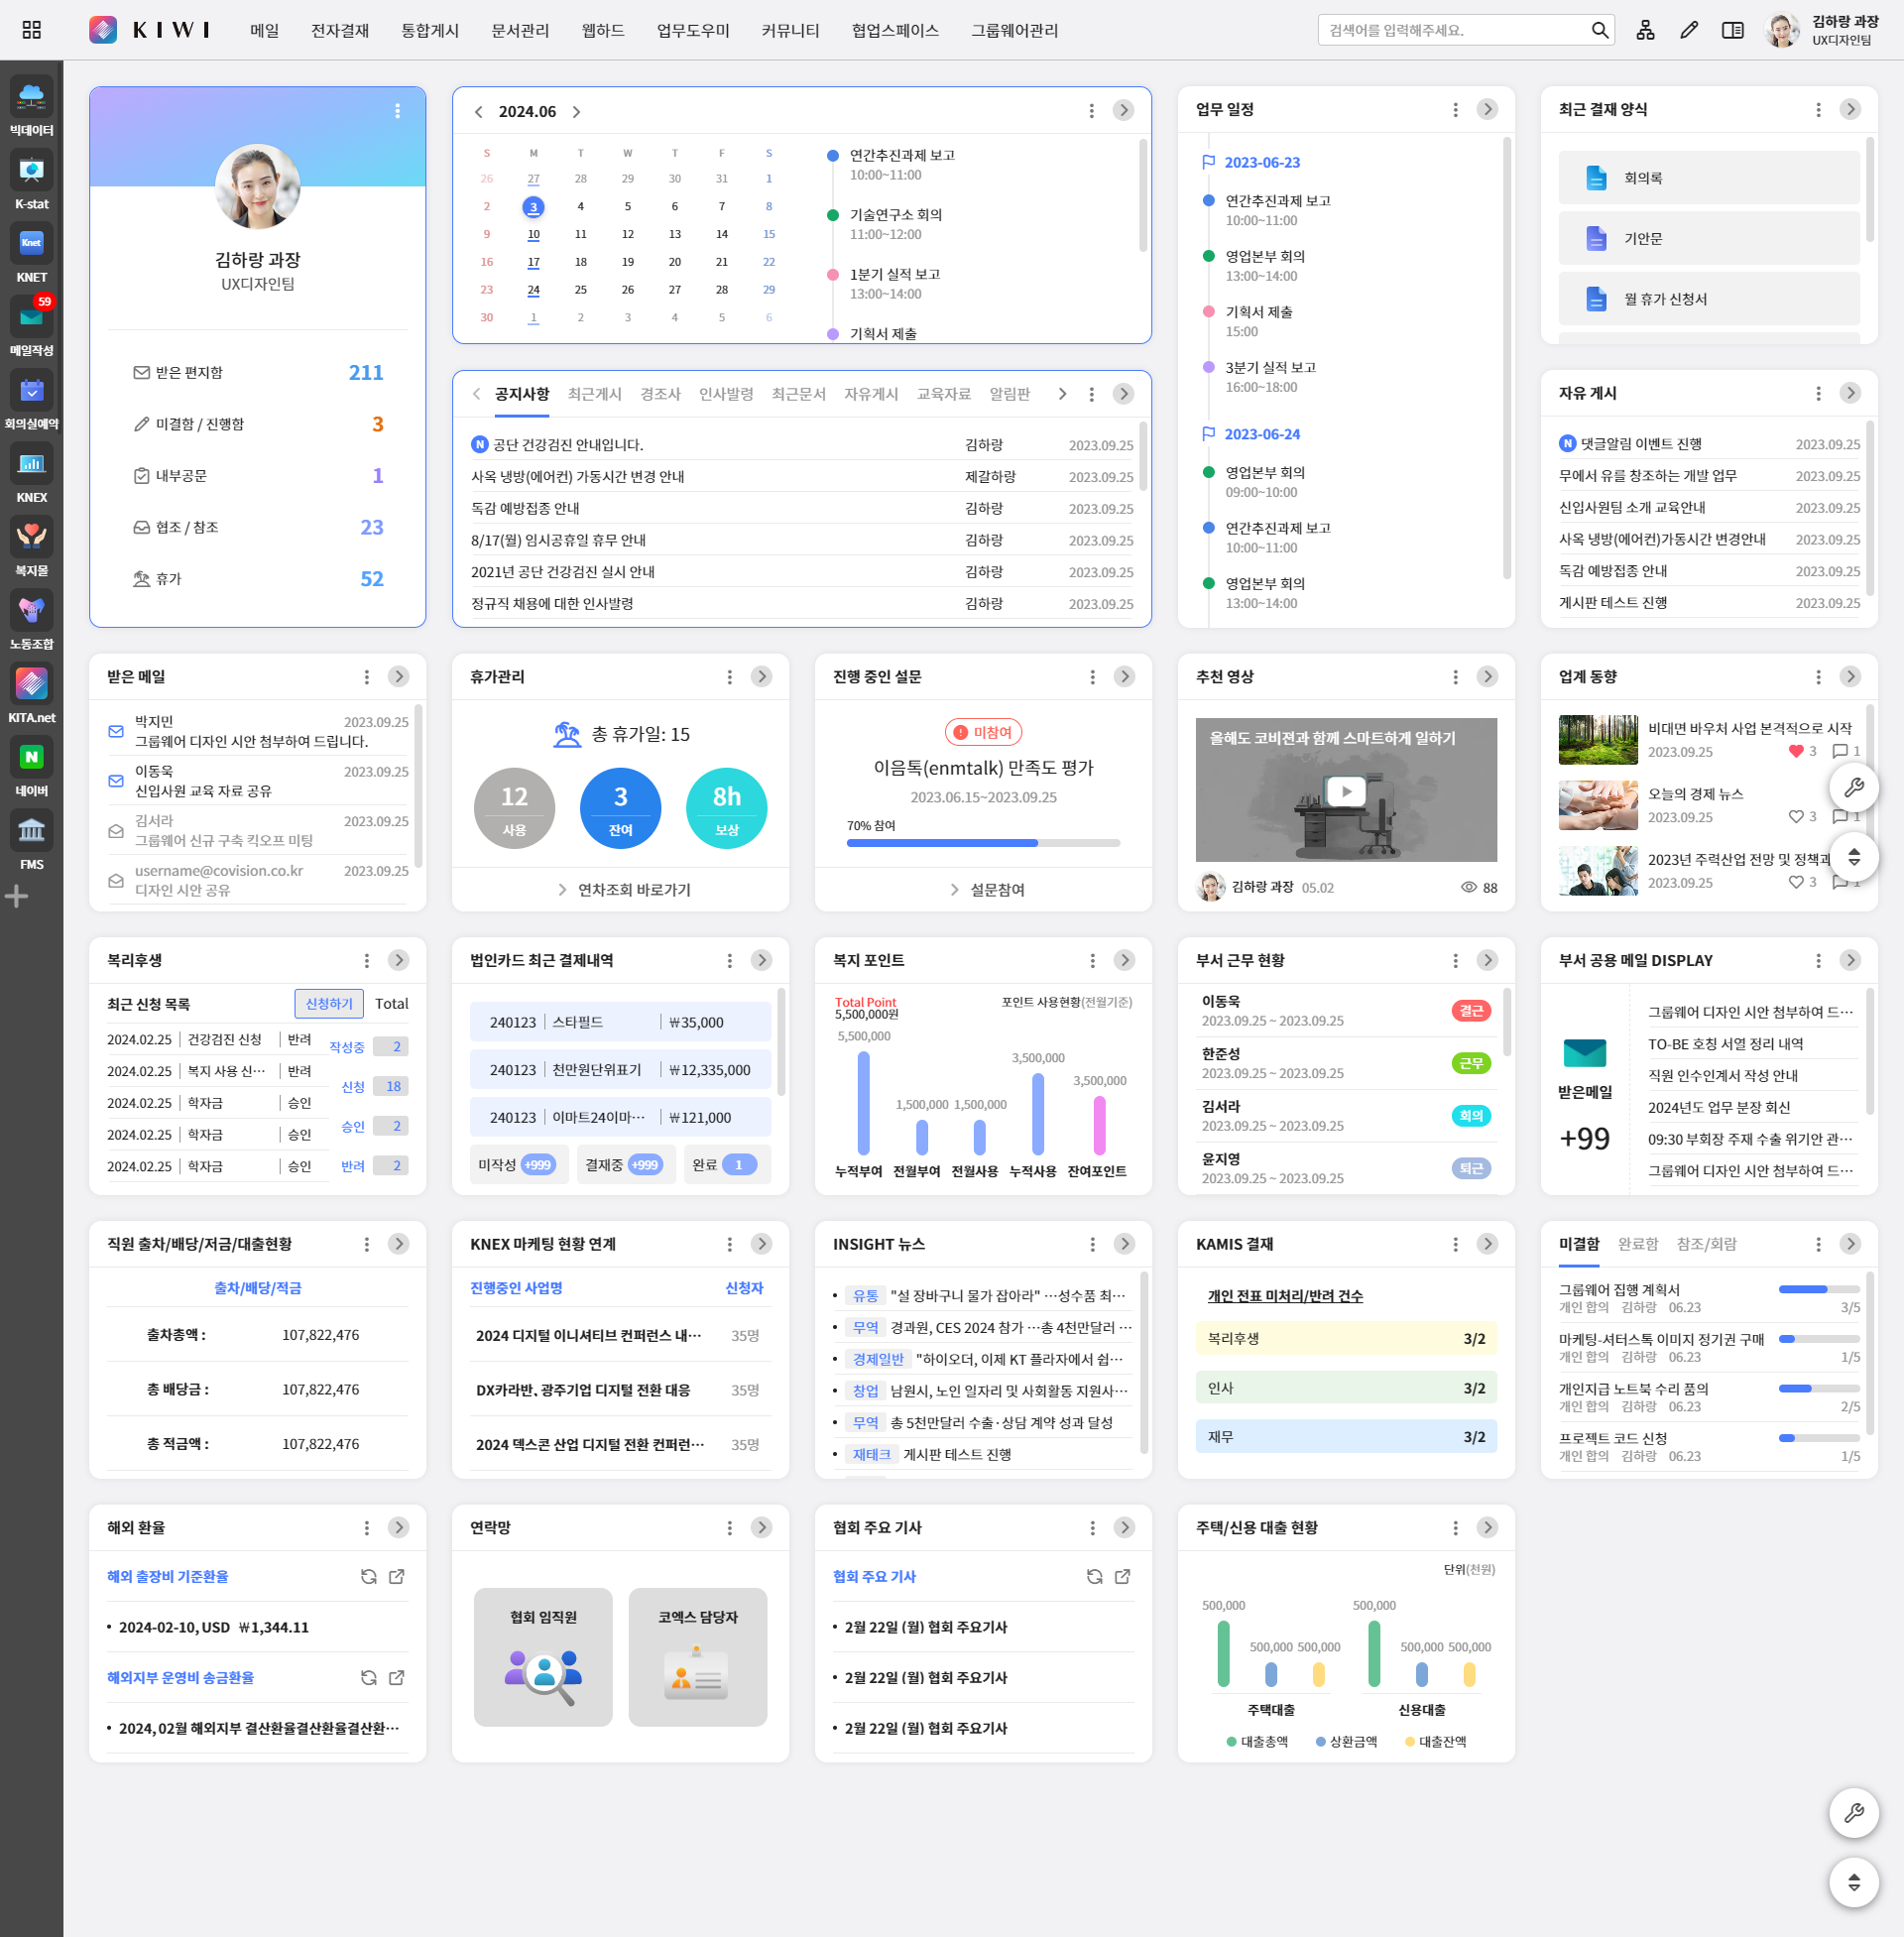 KIWI 메일 전자결재 통합게시 문서관리 웹하드 업무도우미 커뮤니티 협업스페이스 그룹웨어관리 검색어를 입력해주세요. 김하랑 과장
UX디자인팀
빅데이터
K-stat
Knet
KNET
59
메일작성
회의실예약
KNEX
복지몰
노동조합
KITA.net
N
네이버
FMS
김하랑 과장
UX디자인팀
받은 편지함 211
미결함 / 진행함 3
내부공문 1
협조 / 참조 23
휴가 52
2024.06
S M T W T F S
26 27 28 29 30 31 1
2 3 4 5 6 7 8
9 10 11 12 13 14 15
16 17 18 19 20 21 22
23 24 25 26 27 28 29
30 1 2 3 4 5 6
연간추진과제 보고
10:00~11:00
기술연구소 회의
11:00~12:00
1분기 실적 보고
13:00~14:00
기획서 제출
공지사항 최근게시 경조사 인사발령 최근문서 자유게시 교육자료 알림판
N 공단 건강검진 안내입니다. 김하랑 2023.09.25
사옥 냉방(에어컨) 가동시간 변경 안내 제갈하랑 2023.09.25
독감 예방접종 안내 김하랑 2023.09.25
8/17(월) 임시공휴일 휴무 안내 김하랑 2023.09.25
2021년 공단 건강검진 실시 안내 김하랑 2023.09.25
정규직 채용에 대한 인사발령 김하랑 2023.09.25
업무 일정
2023-06-23
연간추진과제 보고
10:00~11:00
영업본부 회의
13:00~14:00
기획서 제출
15:00
3분기 실적 보고
16:00~18:00
2023-06-24
영업본부 회의
09:00~10:00
연간추진과제 보고
10:00~11:00
영업본부 회의
13:00~14:00
최근 결재 양식
회의록
기안문
월 휴가 신청서
자유 게시
N 댓글알림 이벤트 진행 2023.09.25
무에서 유를 창조하는 개발 업무 2023.09.25
신입사원팀 소개 교육안내 2023.09.25
사옥 냉방(에어컨)가동시간 변경안내 2023.09.25
독감 예방접종 안내 2023.09.25
게시판 테스트 진행 2023.09.25
받은 메일
박지민 2023.09.25
그룹웨어 디자인 시안 첨부하여 드립니다.
이동욱 2023.09.25
신입사원 교육 자료 공유
김서라 2023.09.25
그룹웨어 신규 구축 킥오프 미팅
username@covision.co.kr 2023.09.25
디자인 시안 공유
휴가관리
총 휴가일: 15
12 3 8h
사용 잔여 보상
연차조회 바로가기
진행 중인 설문
미참여
이음톡(enmtalk) 만족도 평가
2023.06.15~2023.09.25
70% 참여
설문참여
추천 영상
올해도 코비젼과 함께 스마트하게 일하기
김하랑 과장 05.02 88
업계 동향
비대면 바우처 사업 본격적으로 시작
2023.09.25 3 1
오늘의 경제 뉴스
2023.09.25 3 1
2023년 주력산업 전망 및 정책과
2023.09.25 3 1
복리후생
최근 신청 목록 신청하기 Total
2024.02.25 건강검진 신청 반려
2024.02.25 복지 사용 신… 반려
2024.02.25 학자금 승인
2024.02.25 학자금 승인
2024.02.25 학자금 승인
작성중 2
신청 18
승인 2
반려 2
법인카드 최근 결제내역
240123 스타필드 ₩35,000
240123 천만원단위표기 ₩12,335,000
240123 이마트24이마… ₩121,000
미작성 +999 결재중 +999 완료 1
복지 포인트
Total Point 포인트 사용현황(전월기준)
5,500,000원
5,500,000
3,500,000
3,500,000
1,500,000 1,500,000
누적부여 전월부여 전월사용 누적사용 잔여포인트
부서 근무 현황
이동욱
2023.09.25 ~ 2023.09.25 결근
한준성
2023.09.25 ~ 2023.09.25 근무
김서라
2023.09.25 ~ 2023.09.25 회의
윤지영
2023.09.25 ~ 2023.09.25 퇴근
부서 공용 메일 DISPLAY
받은메일
+99
그룹웨어 디자인 시안 첨부하여 드…
TO-BE 호칭 서열 정리 내역
직원 인수인계서 작성 안내
2024년도 업무 분장 회신
09:30 부회장 주재 수출 위기안 관…
그룹웨어 디자인 시안 첨부하여 드…
직원 출차/배당/저금/대출현황
출차/배당/적금
출차총액 : 107,822,476
총 배당금 : 107,822,476
총 적금액 : 107,822,476
KNEX 마케팅 현황 연계
진행중인 사업명 신청자
2024 디지털 이니셔티브 컨퍼런스 내… 35명
DX카라반, 광주기업 디지털 전환 대응 35명
2024 덱스콘 산업 디지털 전환 컨퍼런… 35명
INSIGHT 뉴스
• 유통 "설 장바구니 물가 잡아라" …성수품 최…
• 무역 경과원, CES 2024 참가 …총 4천만달러 …
• 경제일반 "하이오더, 이제 KT 플라자에서 쉽…
• 창업 남원시, 노인 일자리 및 사회활동 지원사…
• 무역 총 5천만달러 수출·상담 계약 성과 달성
• 재테크 게시판 테스트 진행
KAMIS 결재
개인 전표 미처리/반려 건수
복리후생 3/2
인사 3/2
재무 3/2
미결함 완료함 참조/회람
그룹웨어 집행 계획서
개인 합의 김하랑 06.23 3/5
마케팅-셔터스톡 이미지 정기권 구매
개인 합의 김하랑 06.23 1/5
개인지급 노트북 수리 품의
개인 합의 김하랑 06.23 2/5
프로젝트 코드 신청
개인 합의 김하랑 06.23 1/5
해외 환율
해외 출장비 기준환율
• 2024-02-10, USD ₩1,344.11
해외지부 운영비 송금환율
• 2024, 02월 해외지부 결산환율결산환율결산환…
연락망
협회 임직원 코엑스 담당자
협회 주요 기사
협회 주요 기사
• 2월 22일 (월) 협회 주요기사
• 2월 22일 (월) 협회 주요기사
• 2월 22일 (월) 협회 주요기사
주택/신용 대출 현황
단위(천원)
500,000 500,000
500,000 500,000 500,000 500,000
주택대출 신용대출
대출총액 상환금액 대출잔액